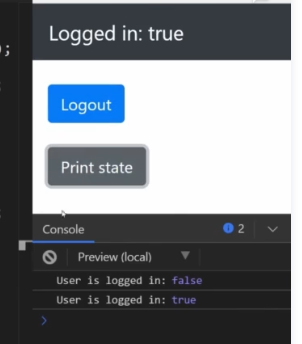 Logged in: true
);
Logout
Print state
Console
2
Preview (local)
User is logged in: false
User is logged in: true
>